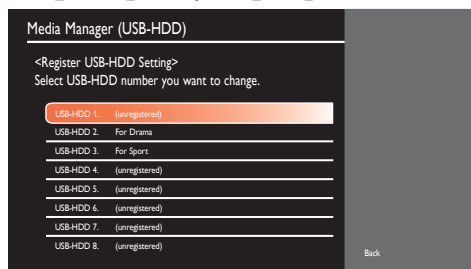 Media Manager (USB-HDD)
<Register USB-HDD Setting>
Select USB-HDD number you want to change.
USB-HDD 1. (unregistered)
USB-HDD 2. For Drama
USB-HDD 3. For Sport
USB-HDD 4. (unregistered)
USB-HDD 5. (unregistered)
USB-HDD 6. (unregistered)
USB-HDD 7. (unregistered)
USB-HDD 8. (unregistered)
Back